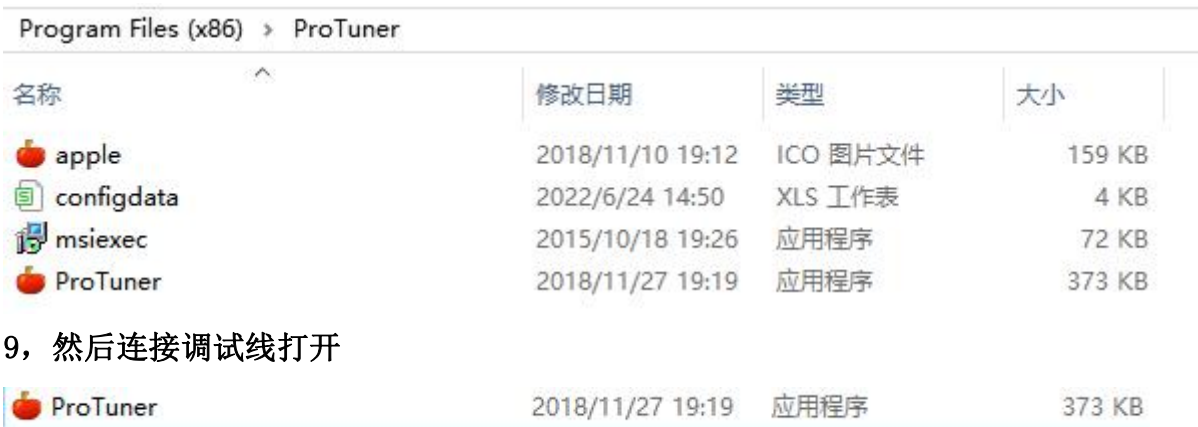 Program Files (x86) > ProTuner
名称 修改日期 类型 大小
apple 2018/11/10 19:12 ICO 图片文件 159 KB
configdata 2022/6/24 14:50 XLS 工作表 4 KB
msiexec 2015/10/18 19:26 应用程序 72 KB
ProTuner 2018/11/27 19:19 应用程序 373 KB
9，然后连接调试线打开
ProTuner 2018/11/27 19:19 应用程序 373 KB